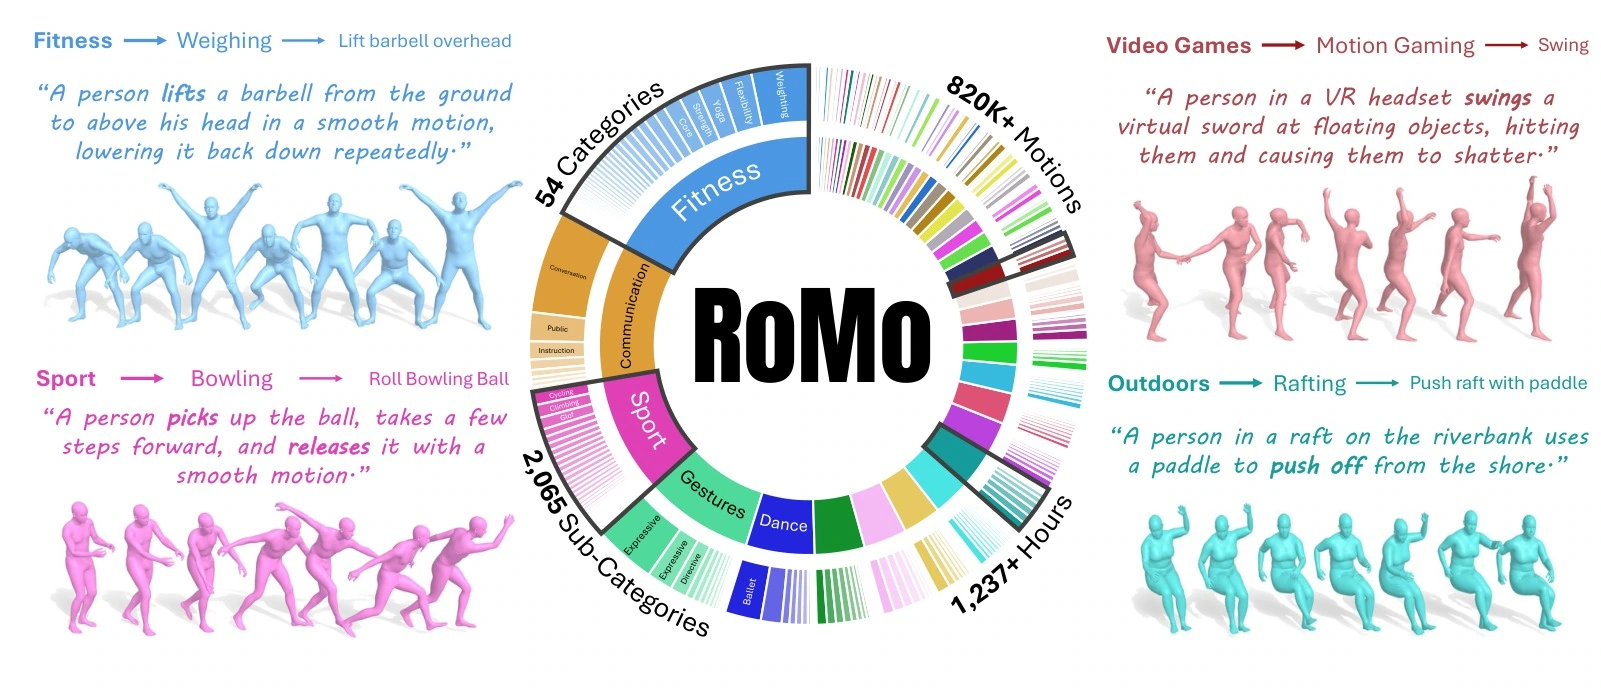 Fitness → Weighing → Lift barbell overhead
“A person lifts a barbell from the ground
to above his head in a smooth motion,
lowering it back down repeatedly.”
Sport → Bowling → Roll Bowling Ball
“A person picks up the ball, takes a few
steps forward, and releases it with a
smooth motion.”
54 Categories
820K+ Motions
2,065 Sub-Categories
1,237+ Hours
RoMo
Fitness
Weighting
Flexibility
Yoga
Strength
Core
Communication
Conversation
Public
Instruction
Sport
Cycling
Climbing
Glof
Gestures
Expressive
Expressive
Directive
Dance
Ballet
Video Games → Motion Gaming → Swing
“A person in a VR headset swings a
virtual sword at floating objects, hitting
them and causing them to shatter.”
Outdoors → Rafting → Push raft with paddle
“A person in a raft on the riverbank uses
a paddle to push off from the shore.”